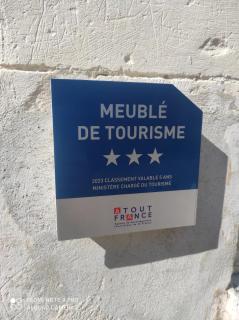 MEUBLÉ
DE TOURISME
2023 CLASSEMENT VALABLE 5 ANS
MINISTÈRE CHARGÉ DU TOURISME
ATOUT
FRANCE